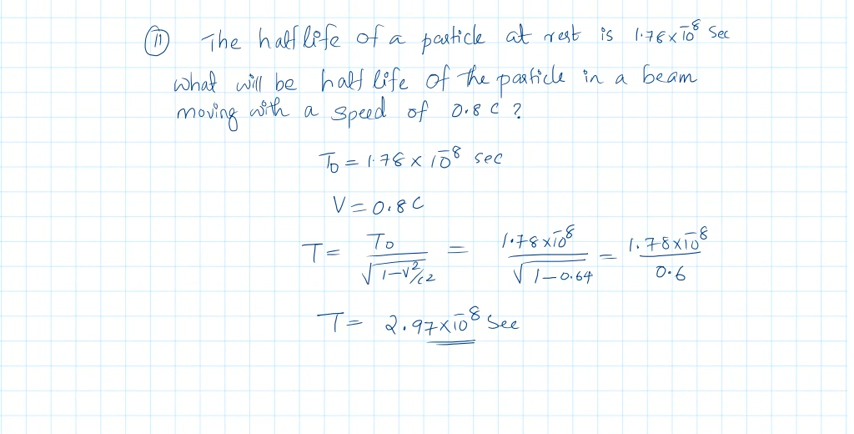 (11) The half life of a particle at rest is 1.78 × 10⁻⁸ Sec
what will be half life of the particle in a beam
moving with a speed of 0.8 C ?
T₀ = 1.78 × 10⁻⁸ sec
V = 0.8 C
T = T₀ / √(1 - V²/c²) = 1.78×10⁻⁸ / √(1 - 0.64) = 1.78×10⁻⁸ / 0.6
T = 2.97×10⁻⁸ Sec